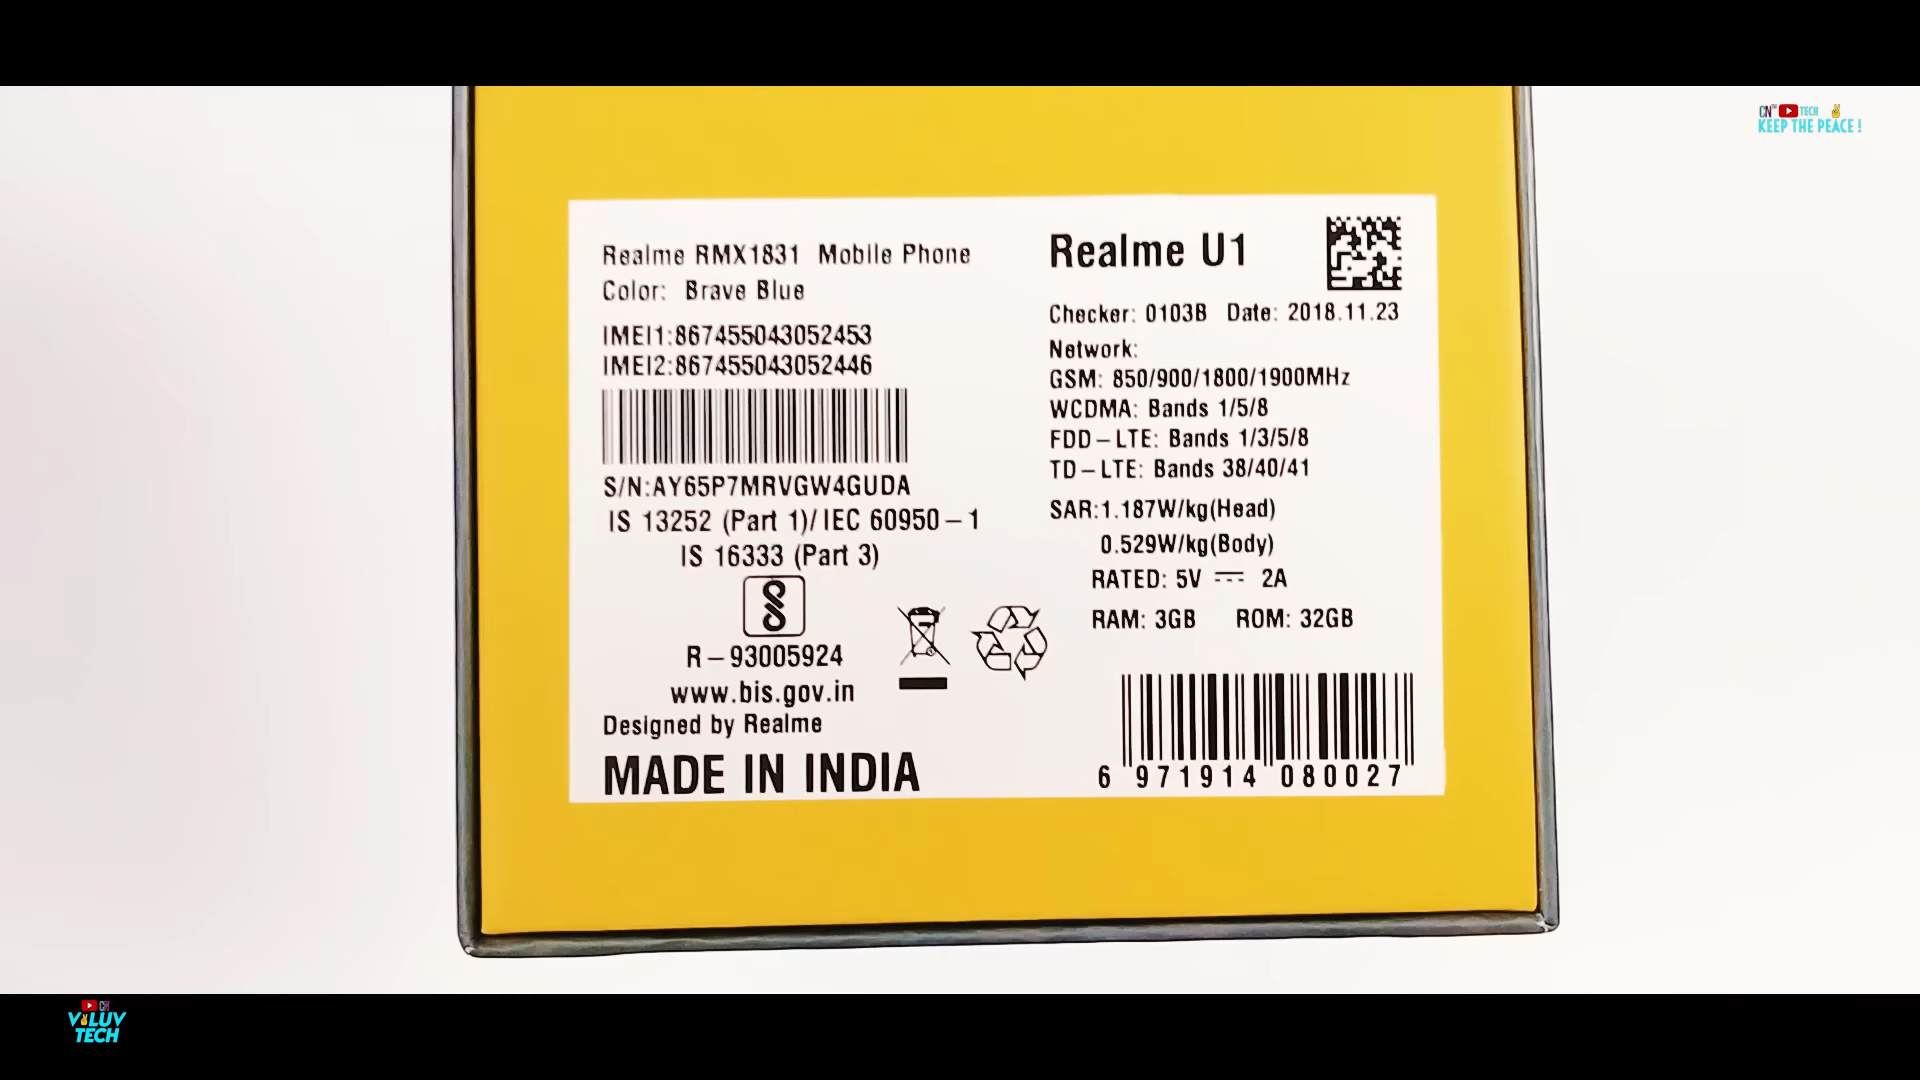 CN TECH
KEEP THE PEACE !
Realme RMX1831 Mobile Phone
Color: Brave Blue
IMEI1:867455043052453
IMEI2:867455043052446
S/N:AY65P7MRVGW4GUDA
IS 13252 (Part 1)/IEC 60950-1
IS 16333 (Part 3)
R-93005924
www.bis.gov.in
Designed by Realme
MADE IN INDIA
Realme U1
Checker: 0103B Date: 2018.11.23
Network:
GSM: 850/900/1800/1900MHz
WCDMA: Bands 1/5/8
FDD-LTE: Bands 1/3/5/8
TD-LTE: Bands 38/40/41
SAR:1.187W/kg(Head)
0.529W/kg(Body)
RATED: 5V ⎓ 2A
RAM: 3GB ROM: 32GB
6 971914 080027
CN
V LUV
TECH